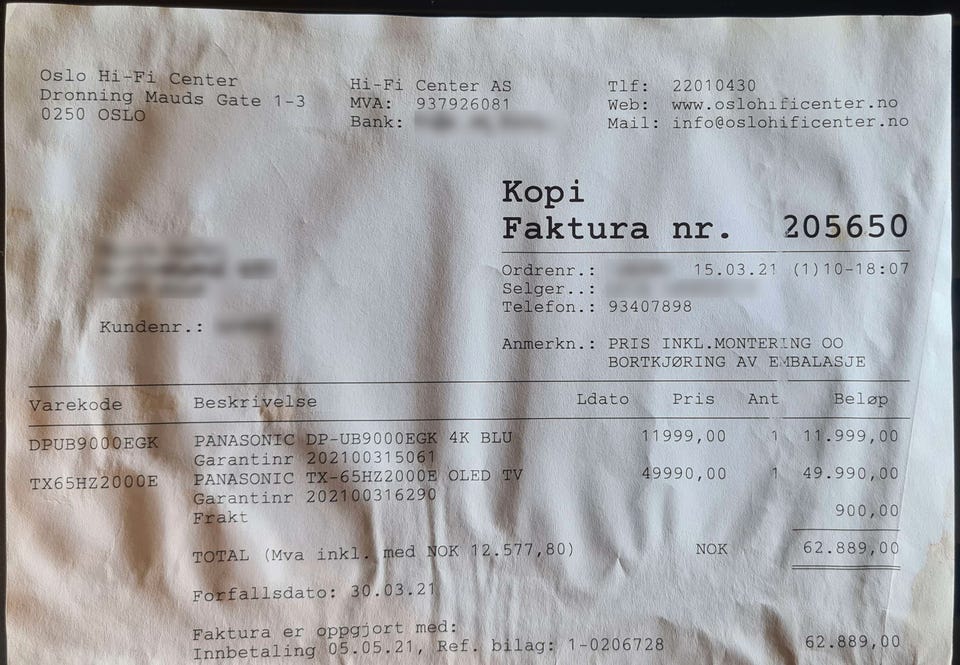 Oslo Hi-Fi Center
Dronning Mauds Gate 1-3
0250 OSLO
Hi-Fi Center AS
MVA: 937926081
Bank:
Tlf: 22010430
Web: www.oslohificenter.no
Mail: info@oslohificenter.no
Kopi
Faktura nr. 205650
Ordrenr.: 15.03.21 (1)10-18:07
Selger..:
Telefon.: 93407898
Kundenr.:
Anmerkn.: PRIS INKL.MONTERING OO
BORTKJØRING AV EMBALASJE
Varekode Beskrivelse Ldato Pris Ant Beløp
DPUB9000EGK PANASONIC DP-UB9000EGK 4K BLU 11999,00 1 11.999,00
Garantinr 202100315061
TX65HZ2000E PANASONIC TX-65HZ2000E OLED TV 49990,00 1 49.990,00
Garantinr 202100316290
Frakt 900,00
TOTAL (Mva inkl. med NOK 12.577,80) NOK 62.889,00
Forfallsdato: 30.03.21
Faktura er oppgjort med:
Innbetaling 05.05.21, Ref. bilag: 1-0206728 62.889,00